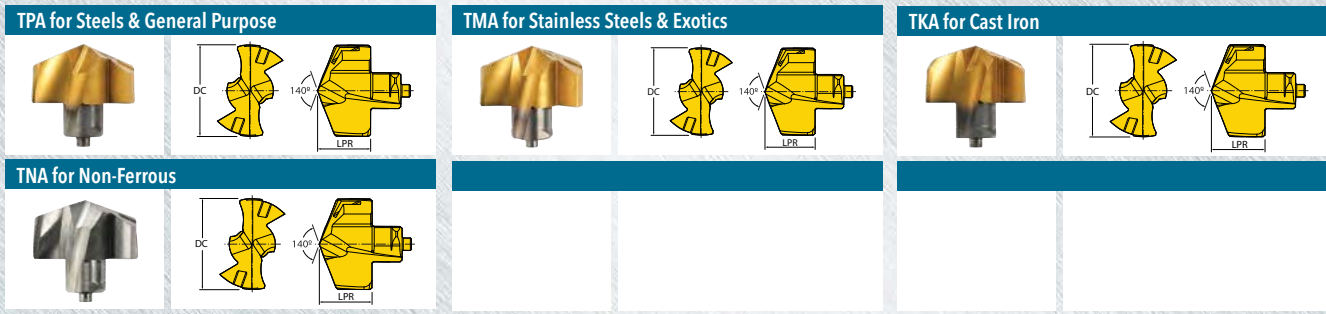 TPA for Steels & General Purpose
TMA for Stainless Steels & Exotics
TKA for Cast Iron
DC
140º
LPR
DC
140º
LPR
DC
140º
LPR
TNA for Non-Ferrous
DC
140º
LPR